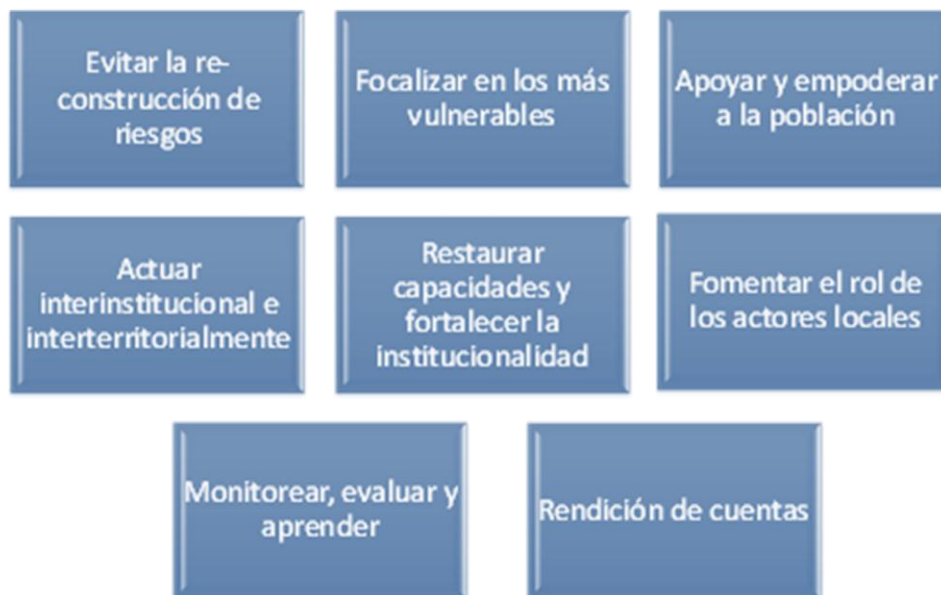 Evitar la re-
construcción de
riesgos
Focalizar en los más
vulnerables
Apoyar y empoderar
a la población
Actuar
interinstitucional e
interterritorialmente
Restaurar
capacidades y
fortalecer la
institucionalidad
Fomentar el rol de
los actores locales
Monitorear, evaluar y
aprender
Rendición de cuentas